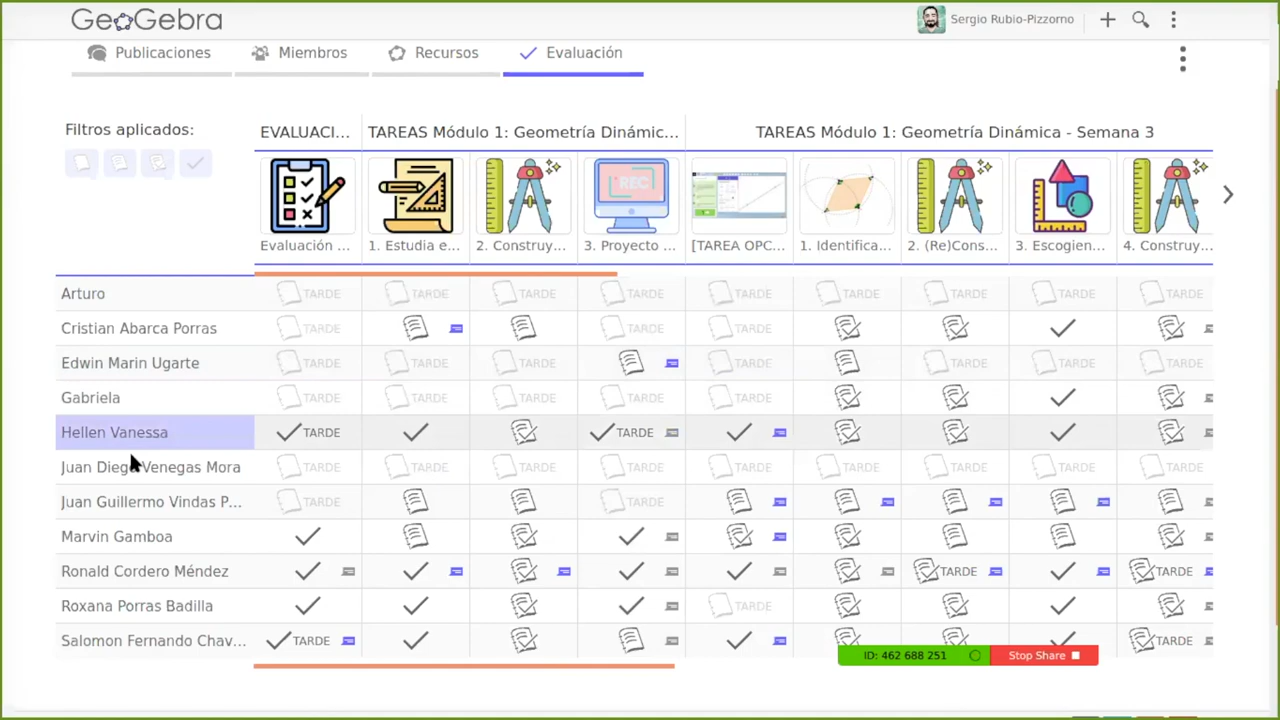 GeoGebra
Sergio Rubio-Pizzorno
Publicaciones Miembros Recursos Evaluación
Filtros aplicados:
EVALUACI... TAREAS Módulo 1: Geometría Dinámic... TAREAS Módulo 1: Geometría Dinámica - Semana 3
REC
Evaluación ... 1. Estudia e... 2. Construy... 3. Proyecto ... [TAREA OPC... 1. Identifica... 2. (Re)Cons... 3. Escogien... 4. Construy...
Arturo TARDE TARDE TARDE TARDE TARDE TARDE TARDE TARDE TARDE
Cristian Abarca Porras TARDE TARDE TARDE
Edwin Marin Ugarte TARDE TARDE TARDE TARDE TARDE TARDE TARDE
Gabriela TARDE TARDE TARDE TARDE TARDE
Hellen Vanessa TARDE TARDE
Juan Diego Venegas Mora TARDE TARDE TARDE TARDE TARDE TARDE TARDE TARDE TARDE
Juan Guillermo Vindas P... TARDE TARDE
Marvin Gamboa
Ronald Cordero Méndez TARDE TARDE
Roxana Porras Badilla TARDE
Salomon Fernando Chav... TARDE TARDE
ID: 462 688 251 Stop Share